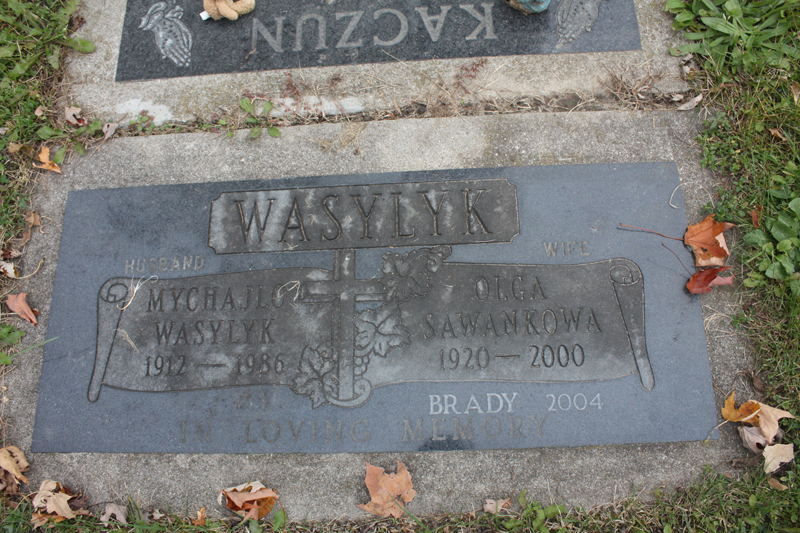 KACZUN
WASYLYK
HUSBAND
WIFE
MYCHAJLO
WASYLYK
1912 — 1986
OLGA
SAWANKOWA
1920 — 2000
BRADY 2004
IN LOVING MEMORY